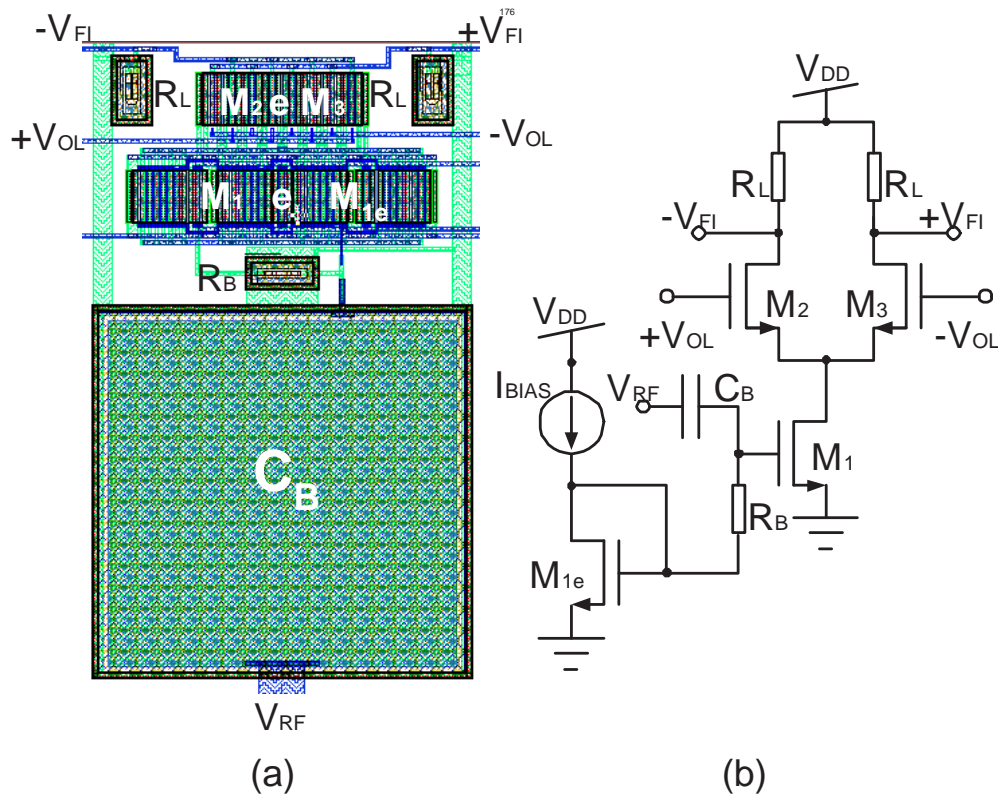 -VFI
176
+VFI
RL
M2 e M3
RL
+VOL
-VOL
M1 e M1e
RB
CB
VRF
(a)
VDD
RL
RL
-VFI
+VFI
M2
M3
+VOL
-VOL
VDD
IBIAS
VRF
CB
M1
RB
M1e
(b)